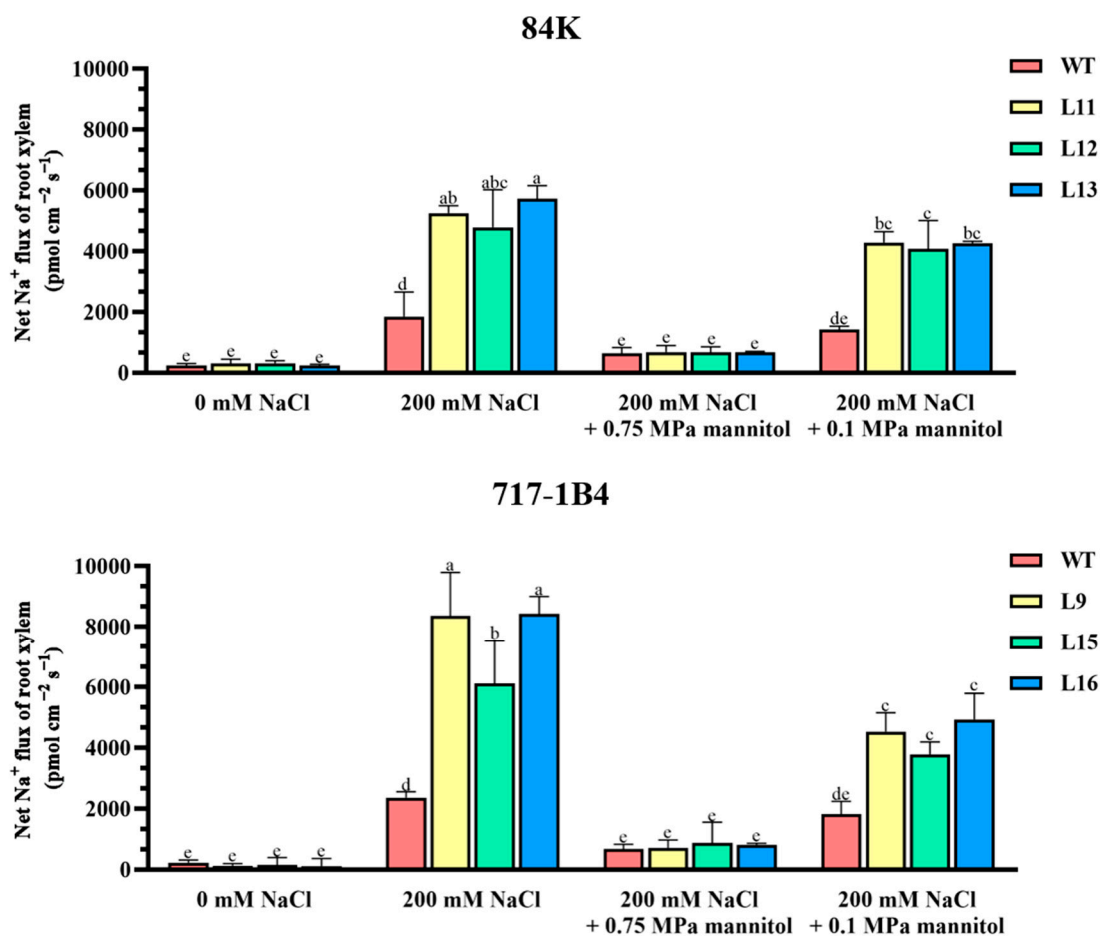 84K
Net Na⁺ flux of root xylem
(pmol cm⁻² s⁻¹)
10000
8000
6000
4000
2000
0
e
e
e
e
d
ab
abc
a
e
e
e
e
de
bc
c
bc
0 mM NaCl
200 mM NaCl
200 mM NaCl
+ 0.75 MPa mannitol
200 mM NaCl
+ 0.1 MPa mannitol
WT
L11
L12
L13
717-1B4
Net Na⁺ flux of root xylem
(pmol cm⁻² s⁻¹)
10000
8000
6000
4000
2000
0
e
e
e
e
d
a
b
a
e
e
e
e
de
c
c
c
0 mM NaCl
200 mM NaCl
200 mM NaCl
+ 0.75 MPa mannitol
200 mM NaCl
+ 0.1 MPa mannitol
WT
L9
L15
L16